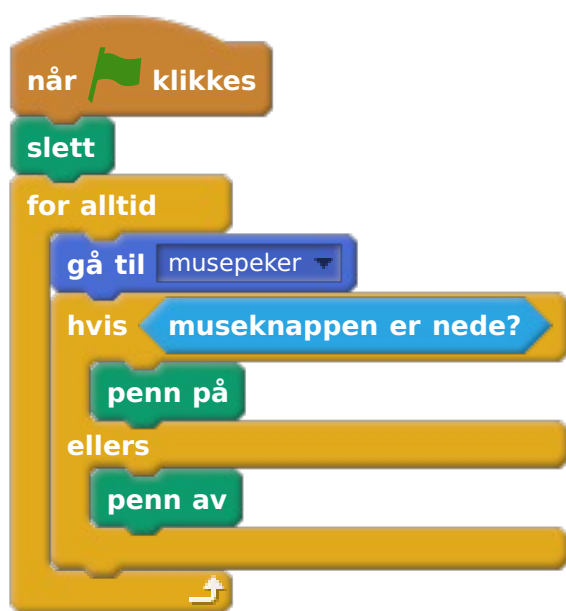 når klikkes
slett
for alltid
gå til musepeker
hvis museknappen er nede?
penn på
ellers
penn av